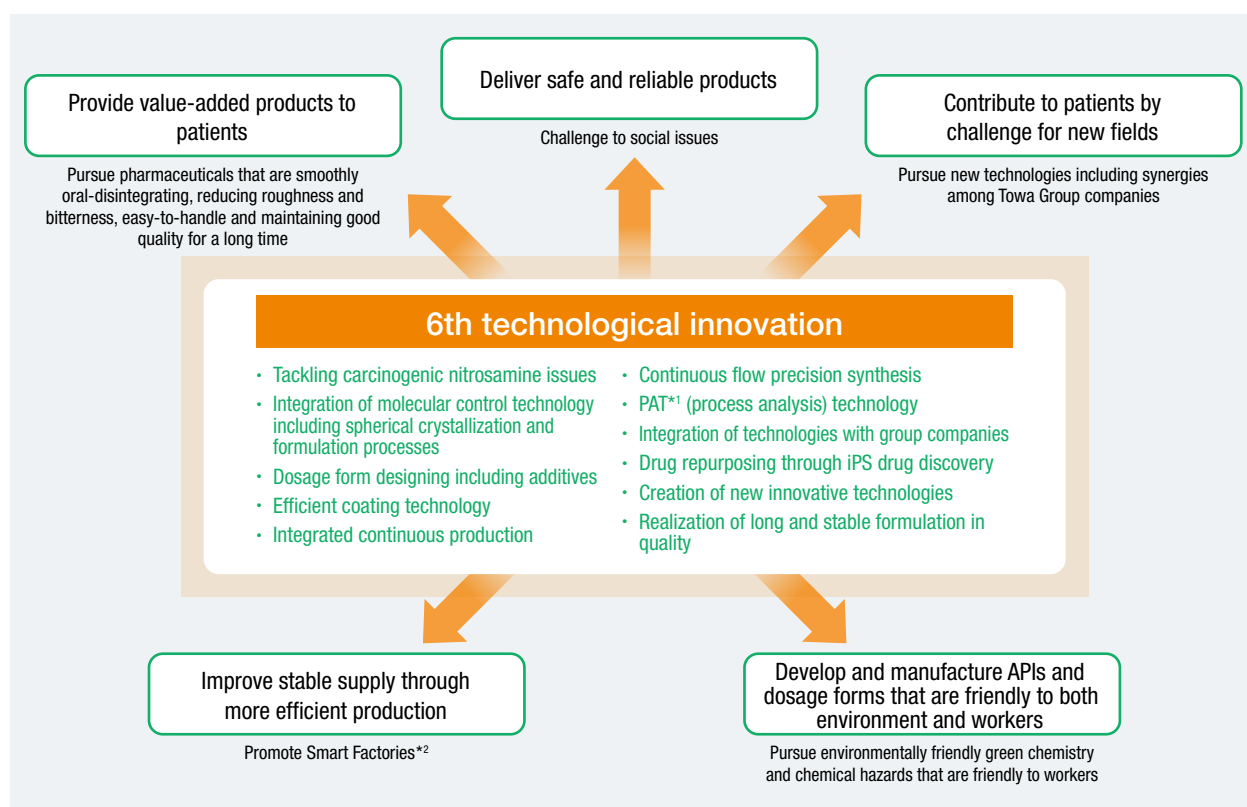 Provide value-added products to
patients
Pursue pharmaceuticals that are smoothly
oral-disintegrating, reducing roughness and
bitterness, easy-to-handle and maintaining good
quality for a long time
Deliver safe and reliable products
Challenge to social issues
Contribute to patients by
challenge for new fields
Pursue new technologies including synergies
among Towa Group companies
6th technological innovation
・ Tackling carcinogenic nitrosamine issues
・ Integration of molecular control technology
including spherical crystallization and
formulation processes
・ Dosage form designing including additives
・ Efficient coating technology
・ Integrated continuous production
・ Continuous flow precision synthesis
・ PAT*1 (process analysis) technology
・ Integration of technologies with group companies
・ Drug repurposing through iPS drug discovery
・ Creation of new innovative technologies
・ Realization of long and stable formulation in
quality
Improve stable supply through
more efficient production
Promote Smart Factories*2
Develop and manufacture APIs and
dosage forms that are friendly to both
environment and workers
Pursue environmentally friendly green chemistry
and chemical hazards that are friendly to workers